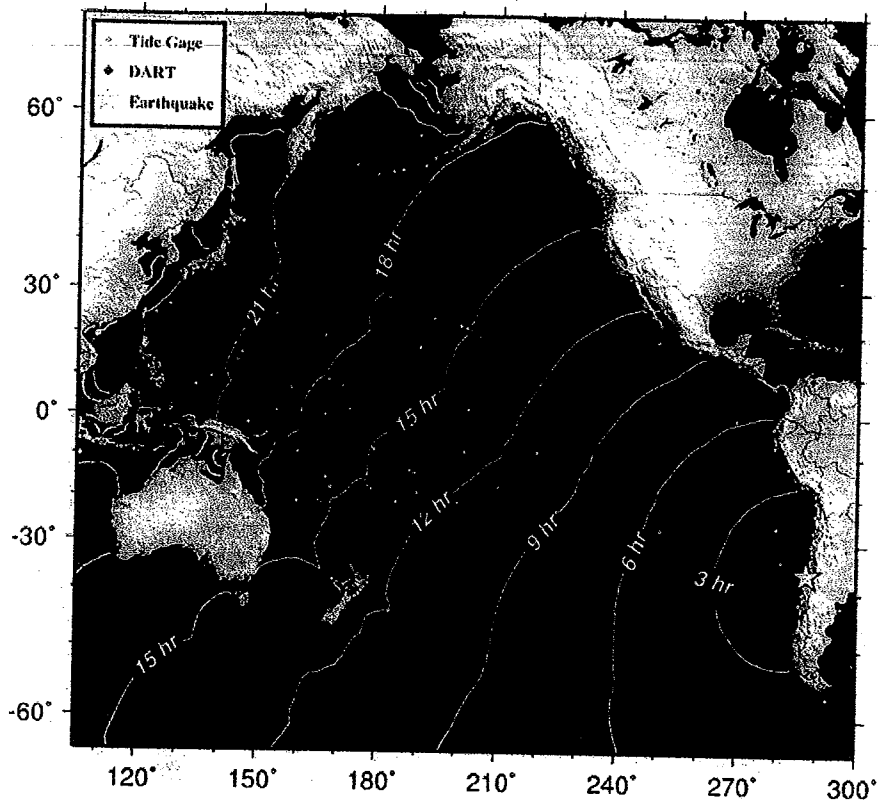 Tide Gage
DART
Earthquake
60°
30°
0°
-30°
-60°
21 hr
18 hr
15 hr
12 hr
9 hr
6 hr
3 hr
15 hr
120° 150° 180° 210° 240° 270° 300°